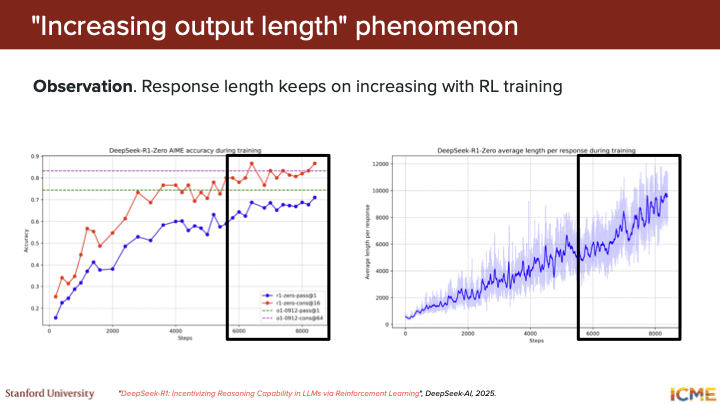 "Increasing output length" phenomenon
Observation. Response length keeps on increasing with RL training
DeepSeek-R1-Zero AIME accuracy during training
0.9
0.8
0.7
0.6
0.5
0.4
0.3
0.2
Accuracy
0
2000
4000
6000
8000
Steps
r1-zero-pass@1
r1-zero-cons@16
o1-0912-pass@1
o1-0912-cons@64
DeepSeek-R1-Zero average length per response during training
12000
10000
8000
6000
4000
2000
0
Average length per response
0
2000
4000
6000
8000
Steps
Stanford University
"DeepSeek-R1: Incentivizing Reasoning Capability in LLMs via Reinforcement Learning", DeepSeek-AI, 2025.
ICME